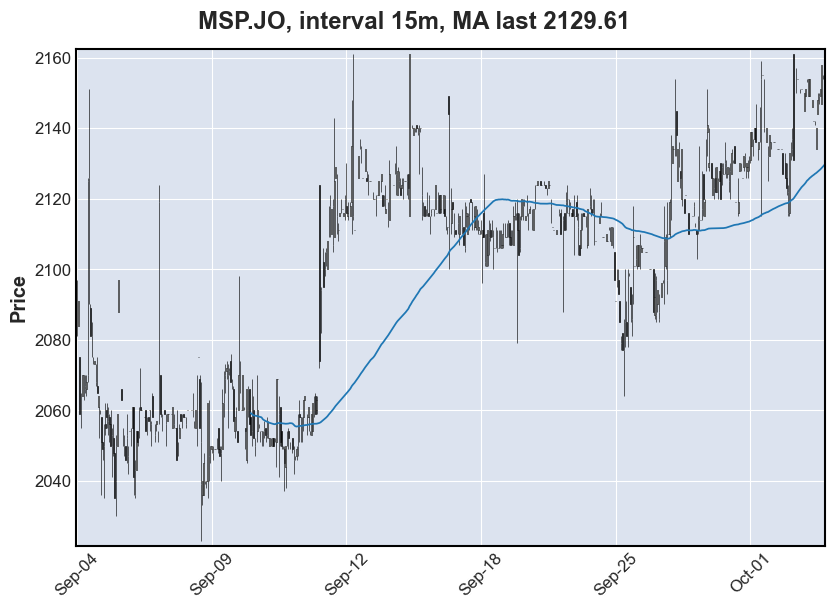 MSP.JO, interval 15m, MA last 2129.61
Price
2160
2140
2120
2100
2080
2060
2040
Sep-04
Sep-09
Sep-12
Sep-18
Sep-25
Oct-01